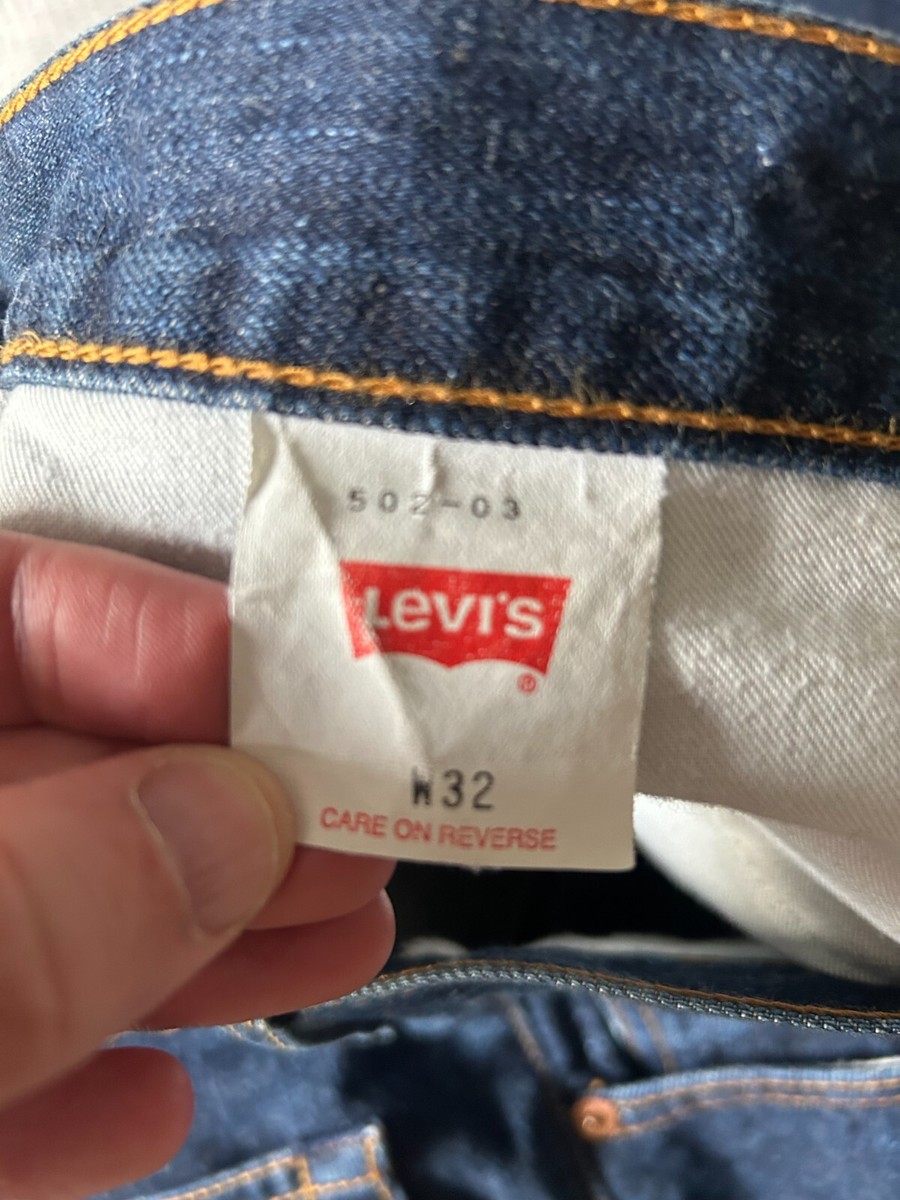 502-03
Levi's
®
W32
CARE ON REVERSE